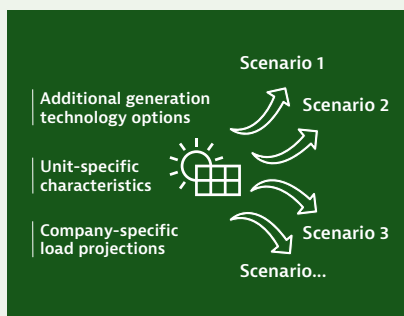 Scenario 1
Scenario 2
Additional generation
technology options
Unit-specific
characteristics
Company-specific
load projections
Scenario 3
Scenario...